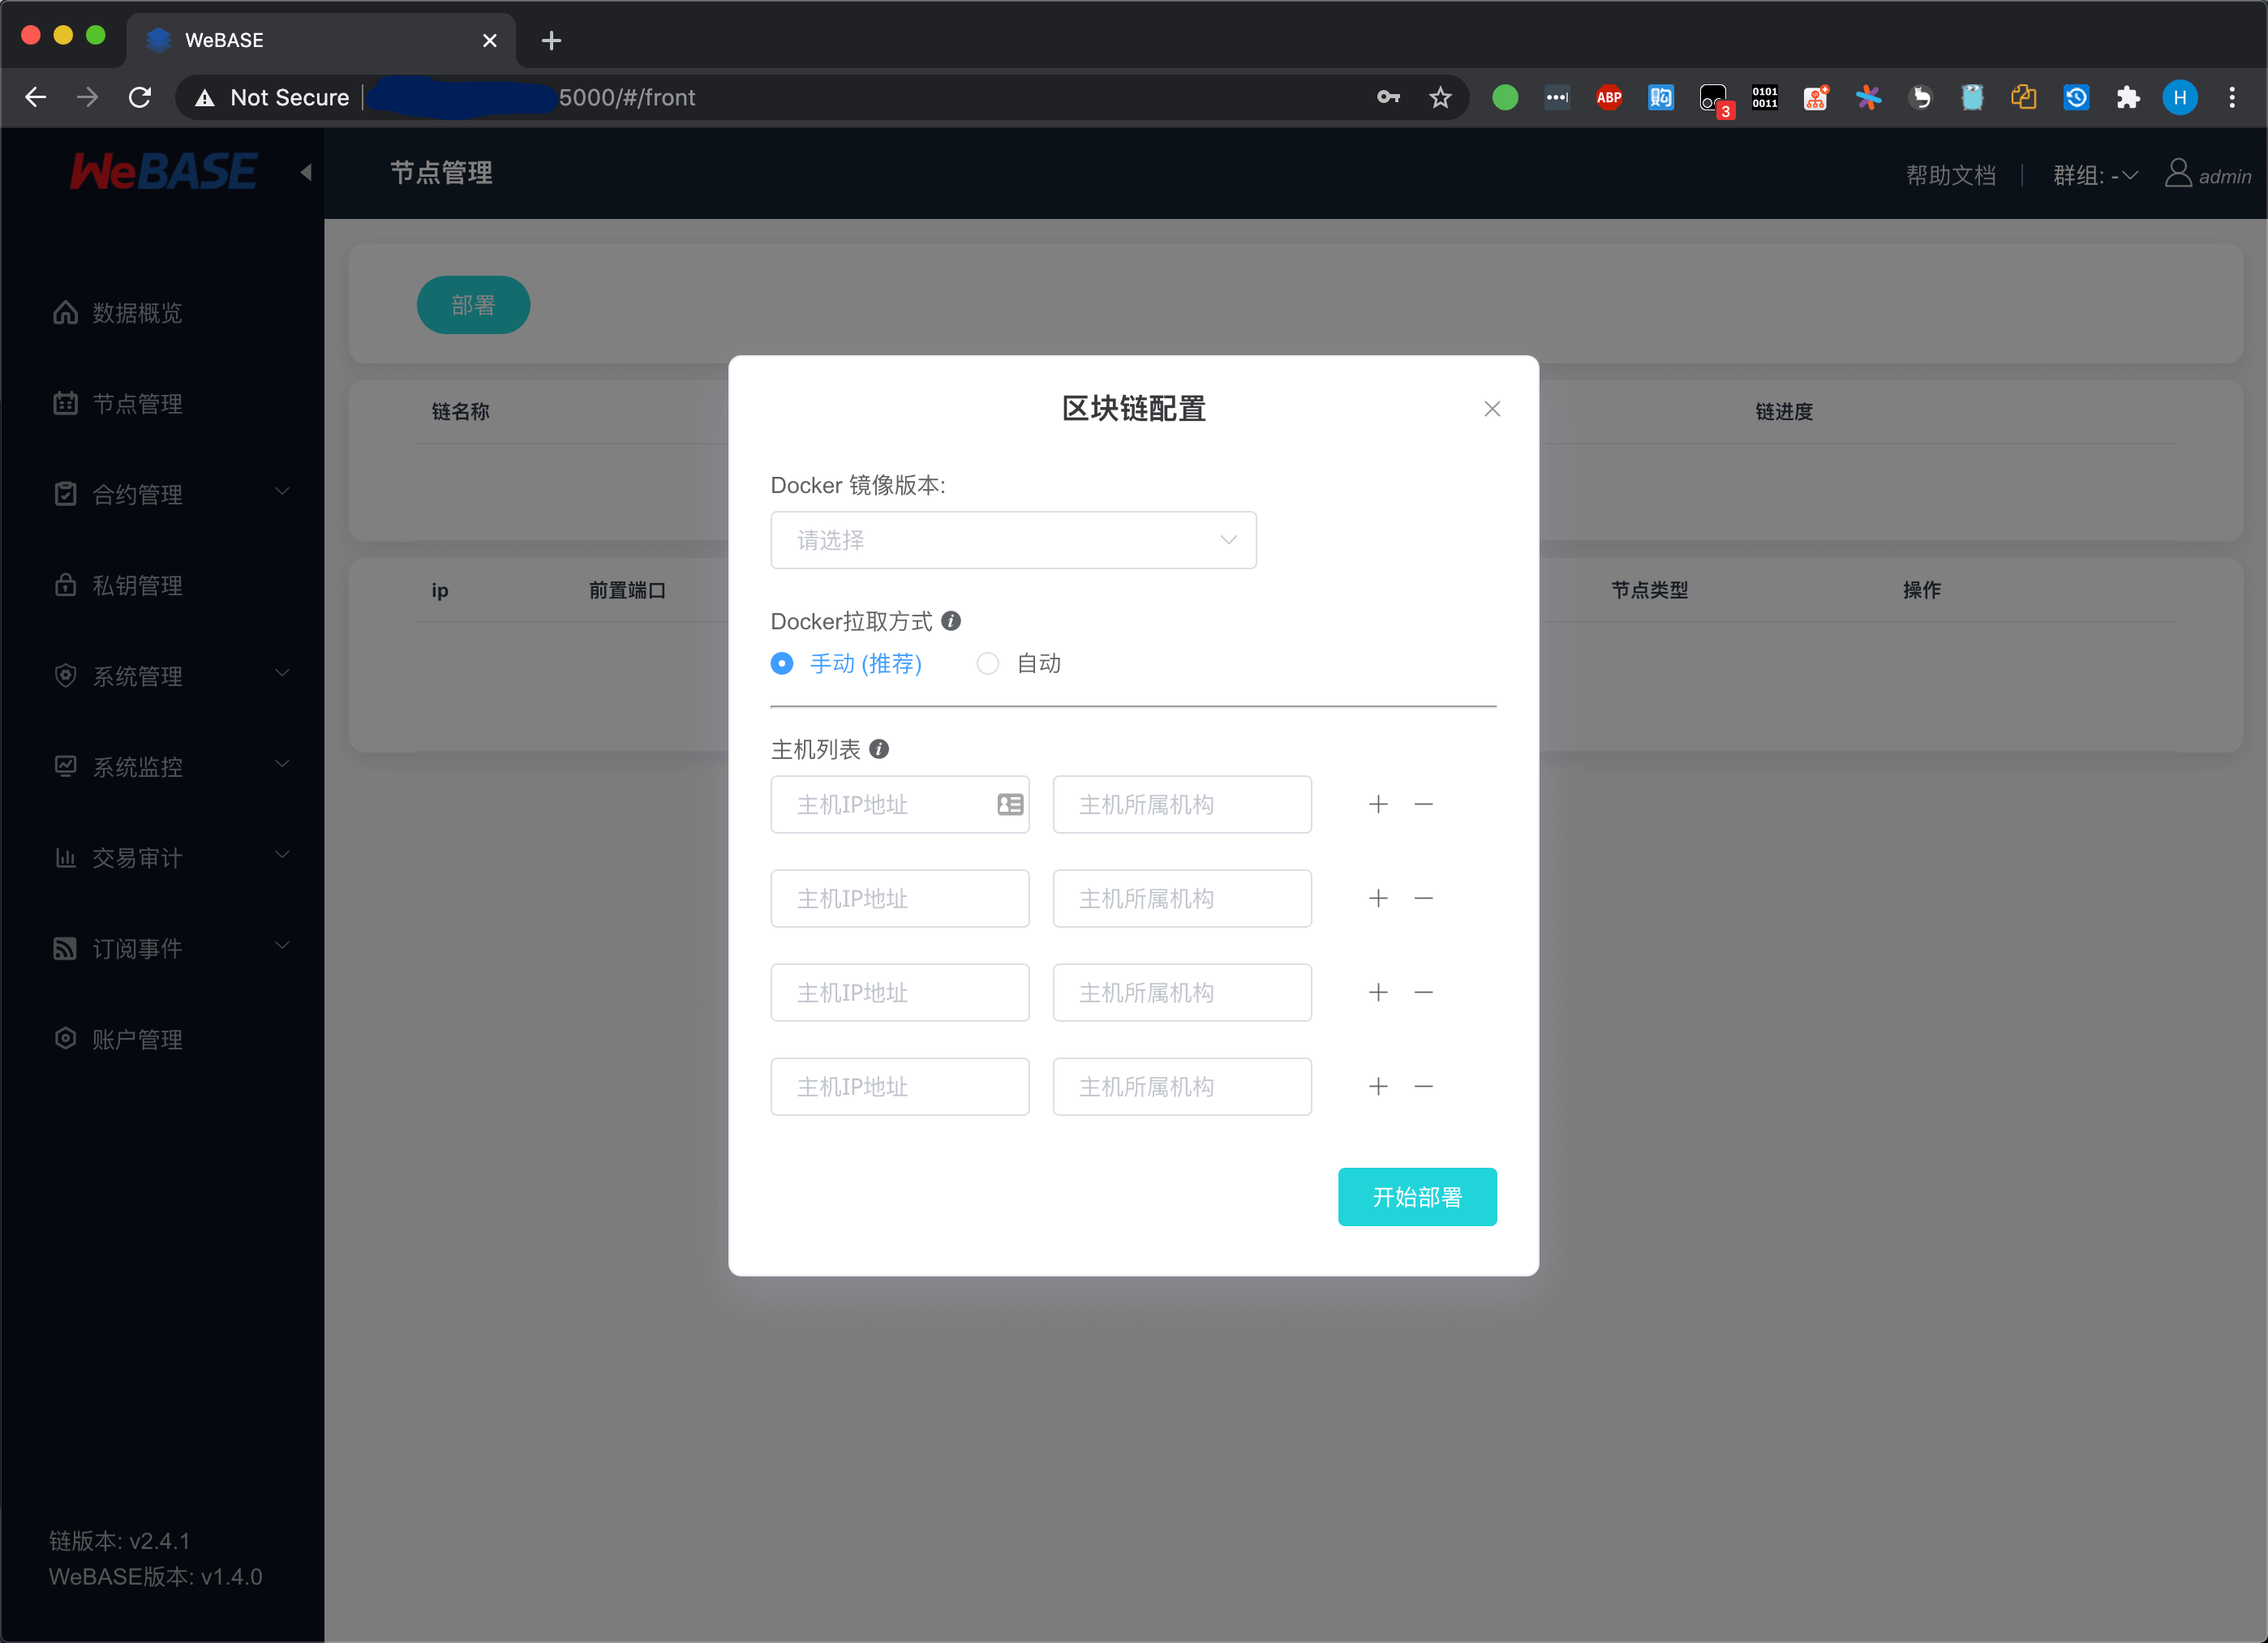 WeBASE
Not Secure
5000/#/front
ABP
购
3
0101
0011
H
WeBASE
节点管理
帮助文档
群组: -
admin
数据概览
节点管理
合约管理
私钥管理
系统管理
系统监控
交易审计
订阅事件
账户管理
链版本: v2.4.1
WeBASE版本: v1.4.0
部署
链名称
链进度
ip
前置端口
节点类型
操作
区块链配置
Docker 镜像版本:
请选择
Docker拉取方式
手动 (推荐)
自动
主机列表
主机IP地址
主机所属机构
主机IP地址
主机所属机构
主机IP地址
主机所属机构
主机IP地址
主机所属机构
开始部署